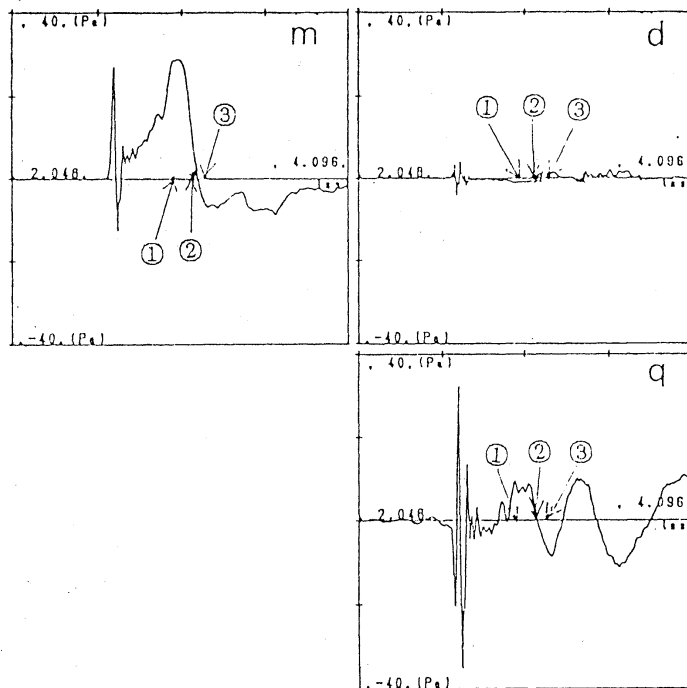 40.(Pa)
m
③
2.048.
4.096.
①
②
-40.(Pa)
40.(Pa)
d
①
②
③
2.048.
4.096
-40.(Pa)
40.(Pa)
q
①
②
③
2.048
4.096
-40.(Pa)